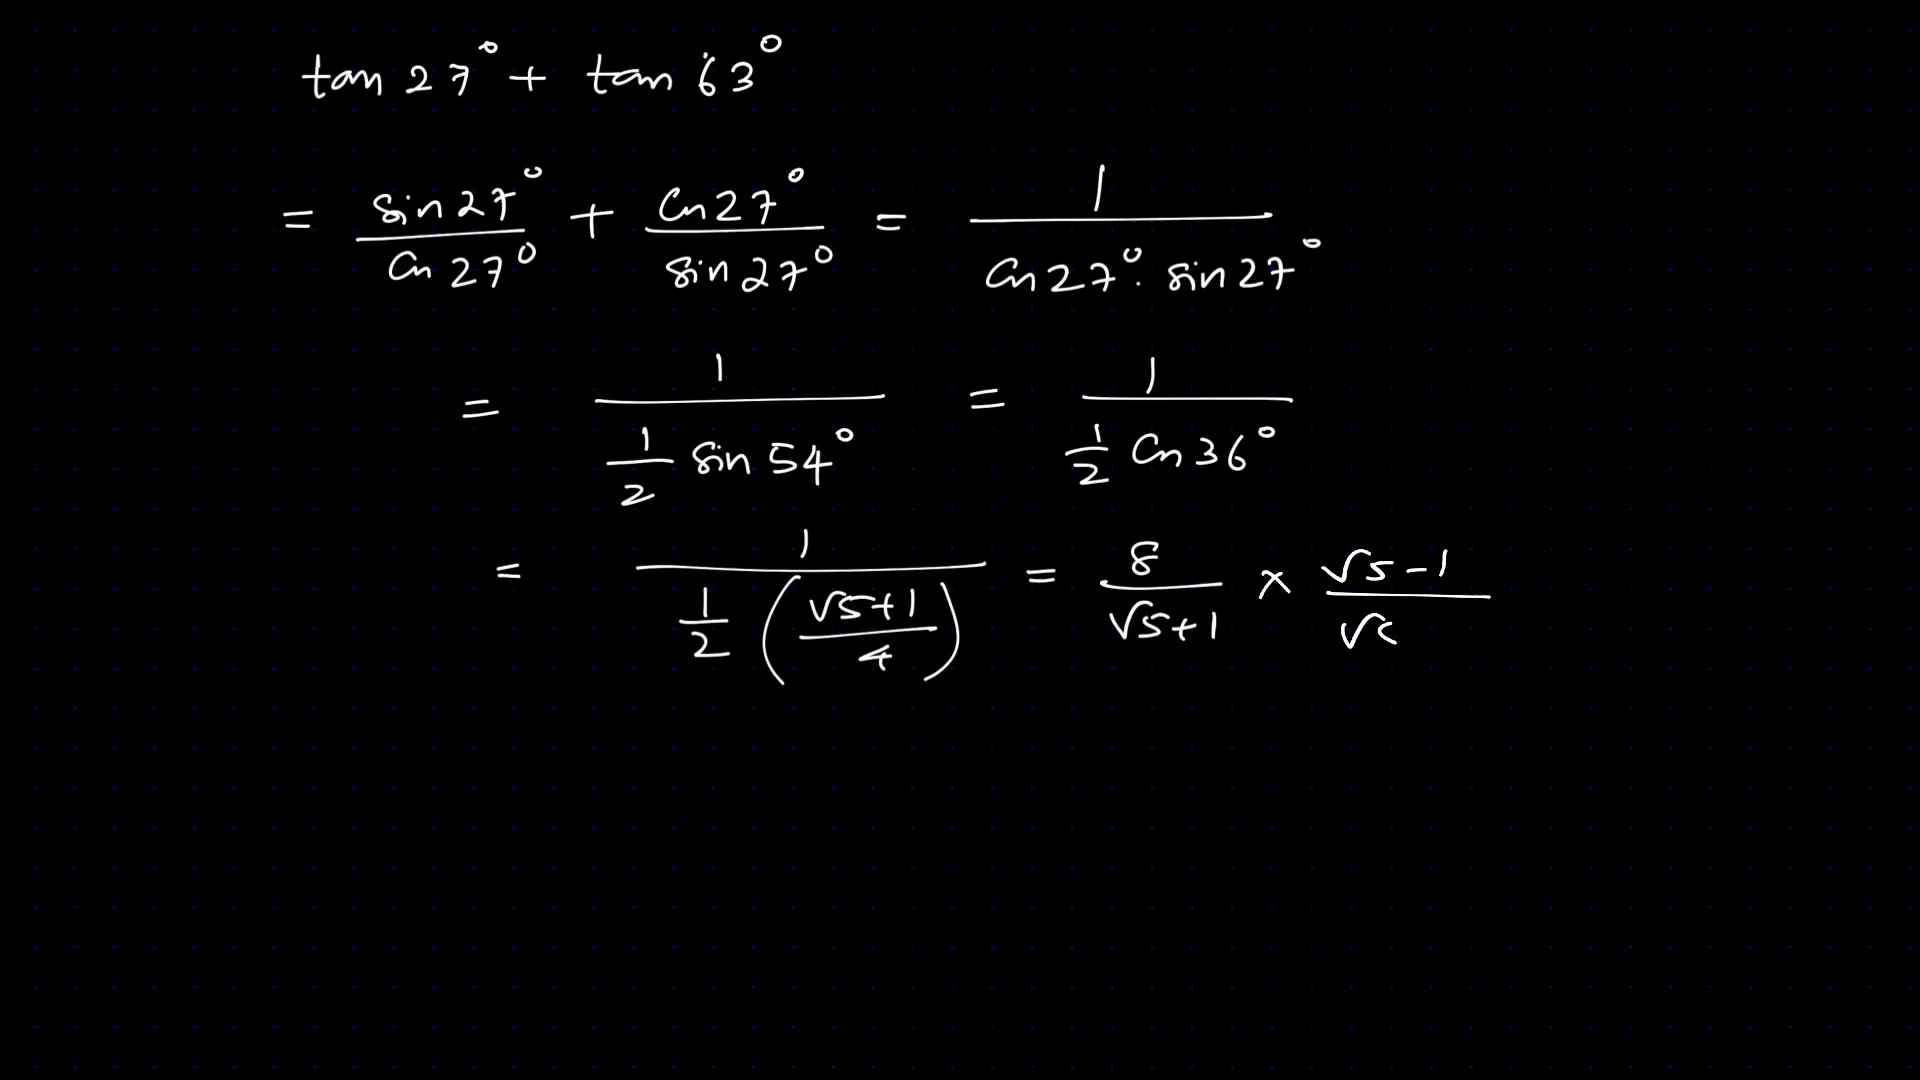 tan 27° + tan 63°
= sin 27° / cos 27° + cos 27° / sin 27° = 1 / cos 27° . sin 27°
= 1 / (1/2 sin 54°) = 1 / (1/2 cos 36°)
= 1 / (1/2 ((√5+1)/4)) = 8 / (√5+1) × (√5-1) / √